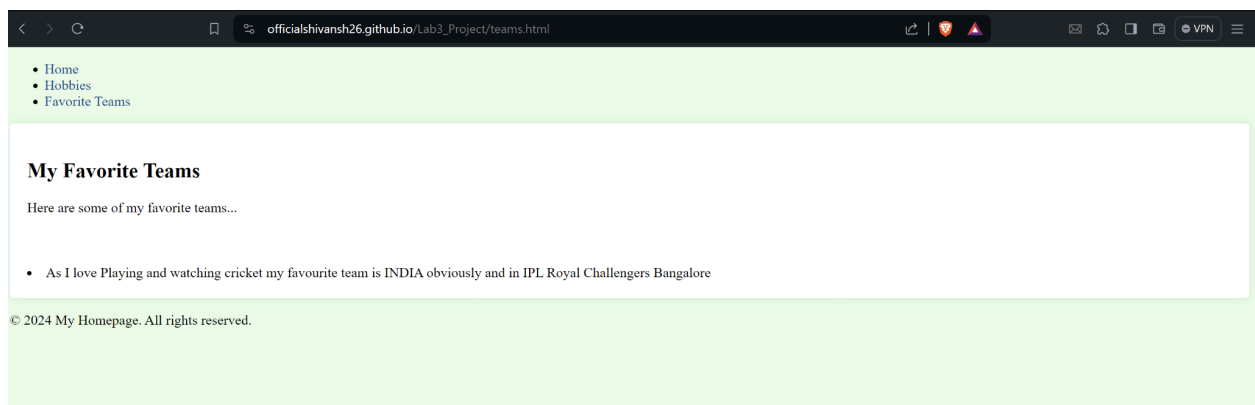 officialshivansh26.github.io/Lab3_Project/teams.html
VPN
Home
Hobbies
Favorite Teams
My Favorite Teams
Here are some of my favorite teams...
As I love Playing and watching cricket my favourite team is INDIA obviously and in IPL Royal Challengers Bangalore
© 2024 My Homepage. All rights reserved.